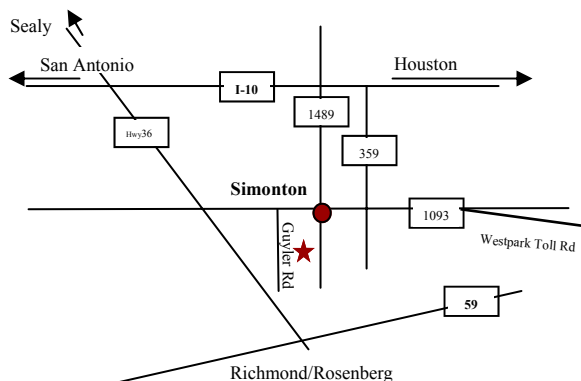 Sealy
San Antonio
Houston
I-10
1489
Hwy36
359
Simonton
1093
Guyler Rd
Westpark Toll Rd
59
Richmond/Rosenberg